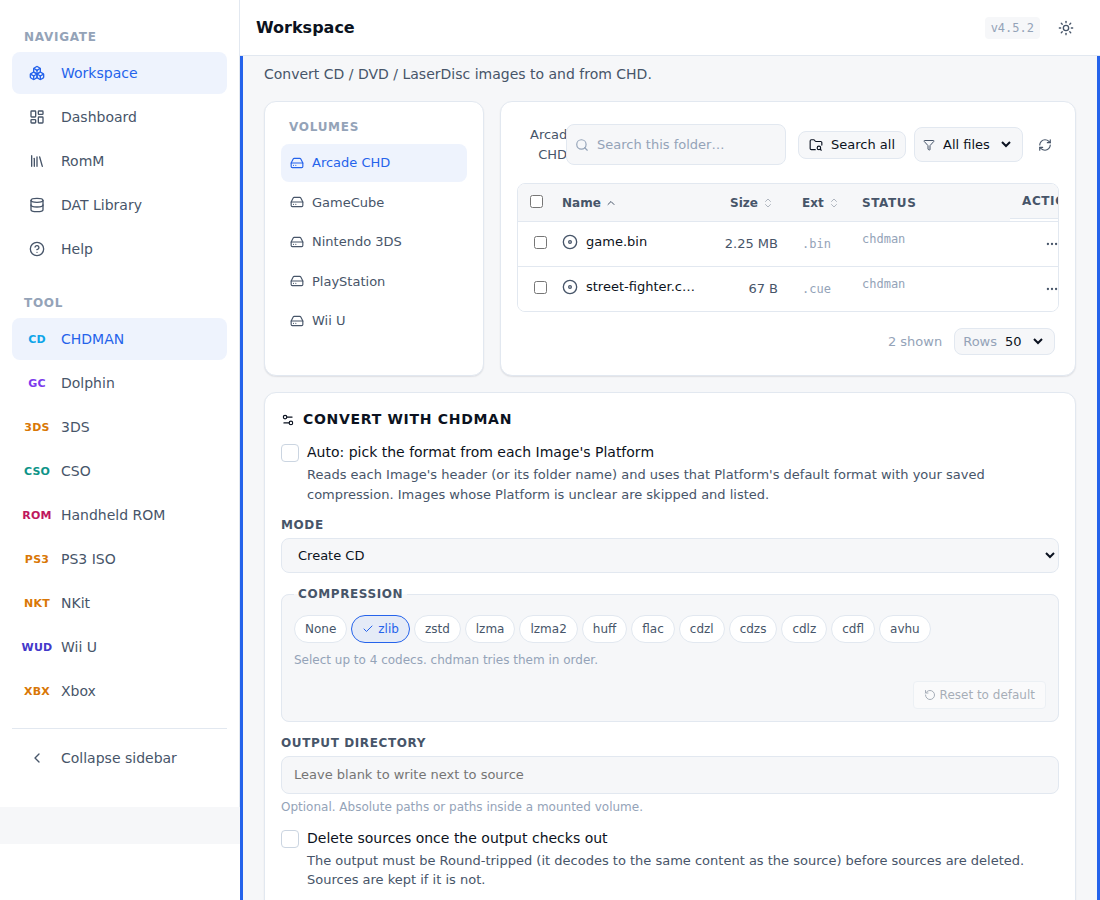 NAVIGATE
Workspace
Dashboard
RomM
DAT Library
Help
TOOL
CD CHDMAN
GC Dolphin
3DS 3DS
CSO CSO
ROM Handheld ROM
PS3 PS3 ISO
NKT NKit
WUD Wii U
XBX Xbox
Collapse sidebar
Workspace
v4.5.2
Convert CD / DVD / LaserDisc images to and from CHD.
VOLUMES
Arcade CHD
GameCube
Nintendo 3DS
PlayStation
Wii U
Arcad
CHD
Search this folder...
Search all
All files
Name Size Ext STATUS ACTIO
game.bin 2.25 MB .bin chdman ...
street-fighter.c... 67 B .cue chdman ...
2 shown Rows 50
CONVERT WITH CHDMAN
Auto: pick the format from each Image's Platform
Reads each Image's header (or its folder name) and uses that Platform's default format with your saved
compression. Images whose Platform is unclear are skipped and listed.
MODE
Create CD
COMPRESSION
None zlib zstd lzma lzma2 huff flac cdzl cdzs cdlz cdfl avhu
Select up to 4 codecs. chdman tries them in order.
Reset to default
OUTPUT DIRECTORY
Leave blank to write next to source
Optional. Absolute paths or paths inside a mounted volume.
Delete sources once the output checks out
The output must be Round-tripped (it decodes to the same content as the source) before sources are deleted.
Sources are kept if it is not.